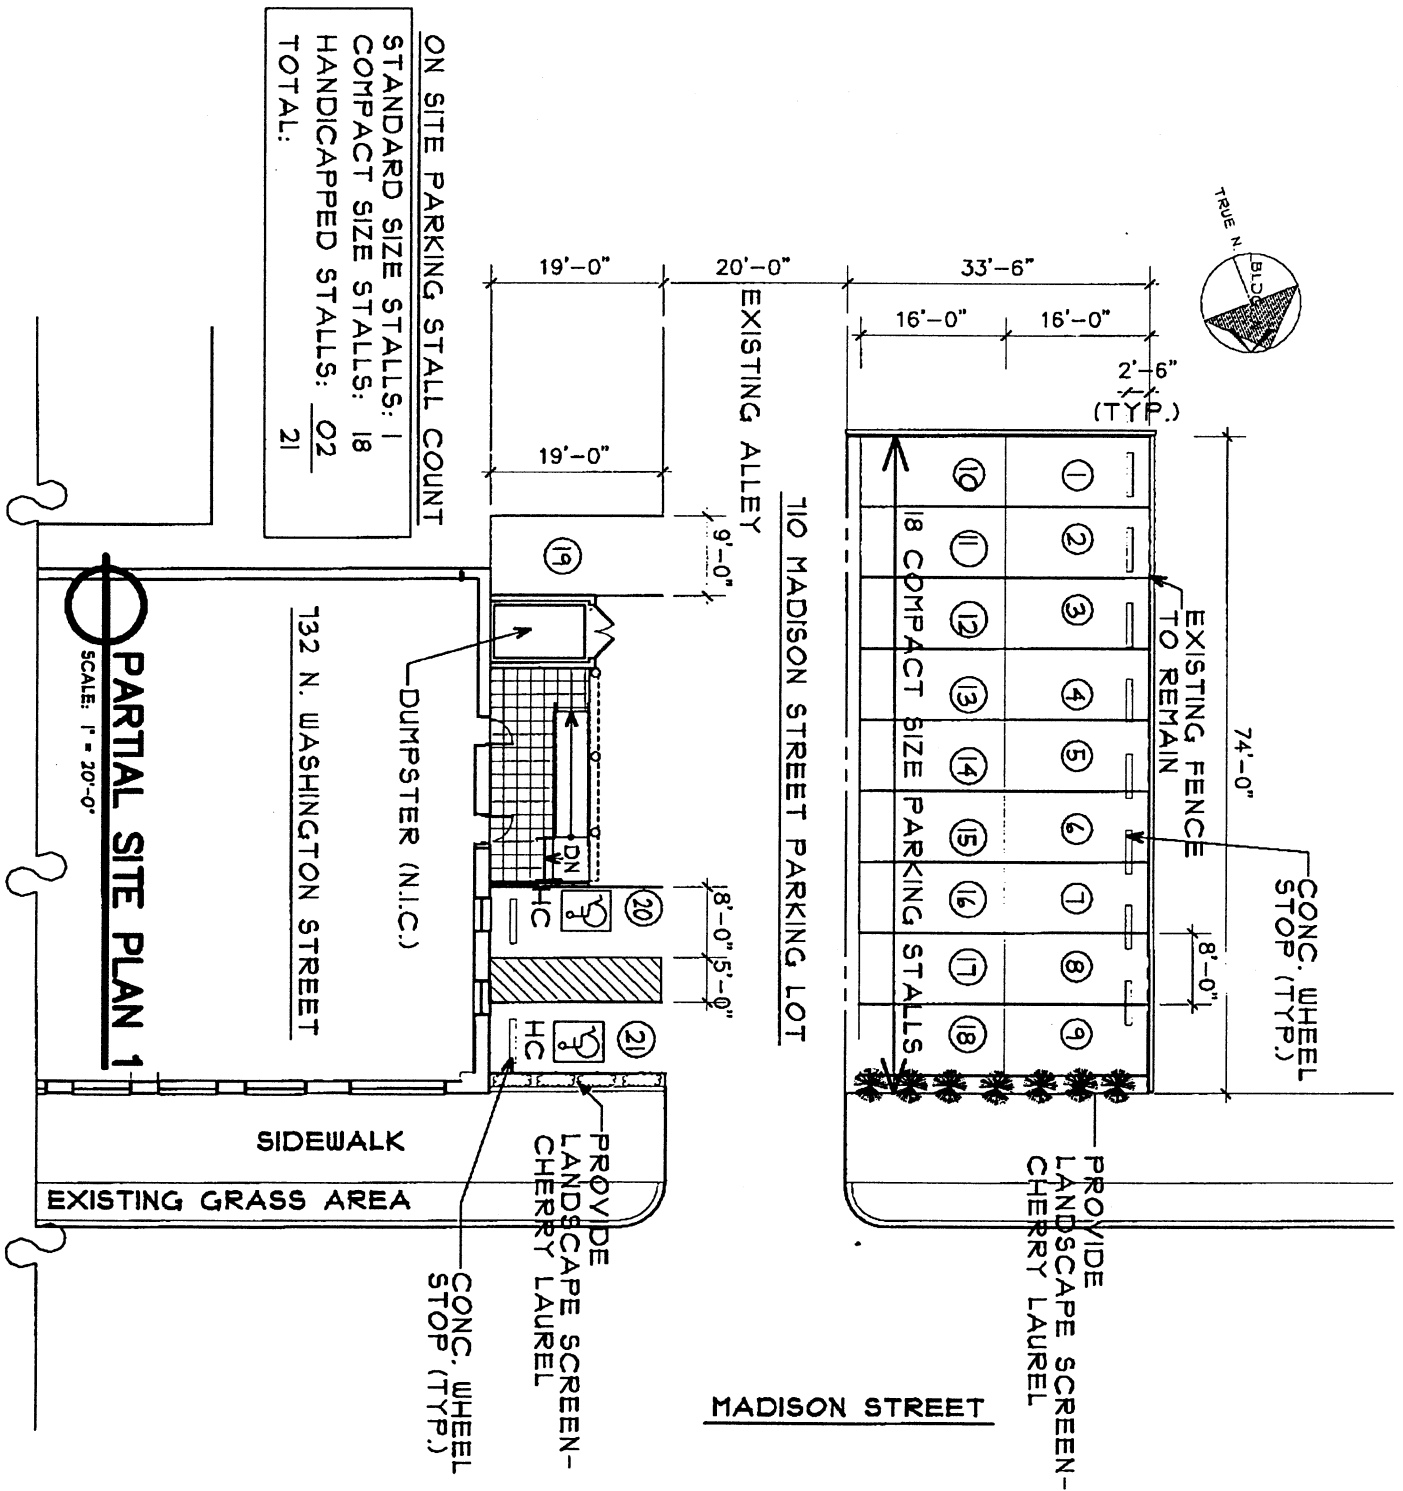 ON SITE PARKING STALL COUNT
STANDARD SIZE STALLS: 1
COMPACT SIZE STALLS: 18
HANDICAPPED STALLS: 02
TOTAL: 21
TRUE N.
BLDG
19'-0"
20'-0"
33'-6"
16'-0"
16'-0"
2'-6"
(TYP.)
19'-0"
EXISTING ALLEY
9'-0"
74'-0"
EXISTING FENCE
TO REMAIN
CONC. WHEEL
STOP (TYP.)
8'-0"
1
2
3
4
5
6
7
8
9
10
11
12
13
14
15
16
17
18
18 COMPACT SIZE PARKING STALLS
710 MADISON STREET PARKING LOT
19
DUMPSTER (N.I.C.)
DN
HC
20
8'-0"
5'-0"
HC
21
732 N. WASHINGTON STREET
PARTIAL SITE PLAN 1
SCALE: 1" = 20'-0"
SIDEWALK
EXISTING GRASS AREA
PROVIDE
LANDSCAPE SCREEN-
CHERRY LAUREL
CONC. WHEEL
STOP (TYP.)
PROVIDE
LANDSCAPE SCREEN-
CHERRY LAUREL
MADISON STREET